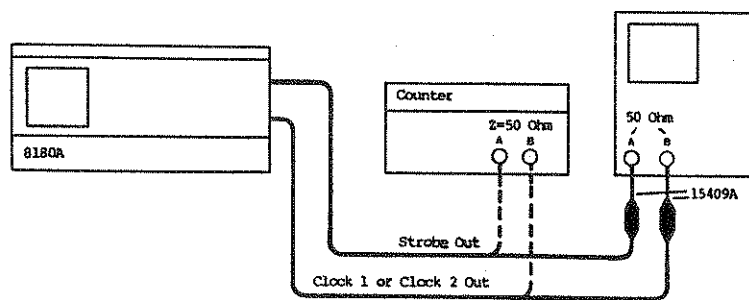 Counter
Z=50 Ohm
A B
50 Ohm
A B
8180A
15409A
Strobe Out
Clock 1 or Clock 2 Out